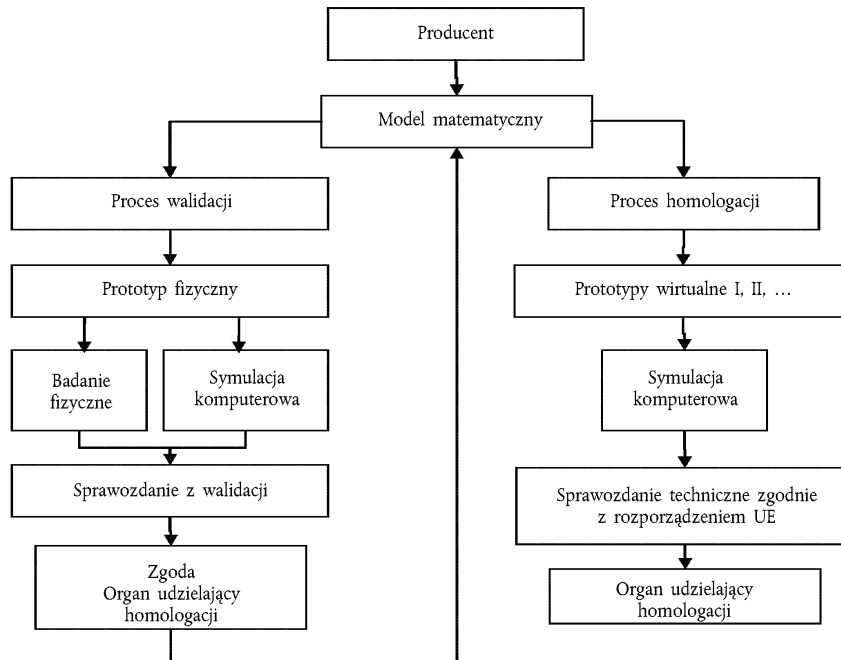 Producent
Model matematyczny
Proces walidacji
Prototyp fizyczny
Badanie
fizyczne
Symulacja
komputerowa
Sprawozdanie z walidacji
Zgoda
Organ udzielający
homologacji
Proces homologacji
Prototypy wirtualne I, II, …
Symulacja
komputerowa
Sprawozdanie techniczne zgodnie
z rozporządzeniem UE
Organ udzielający
homologacji